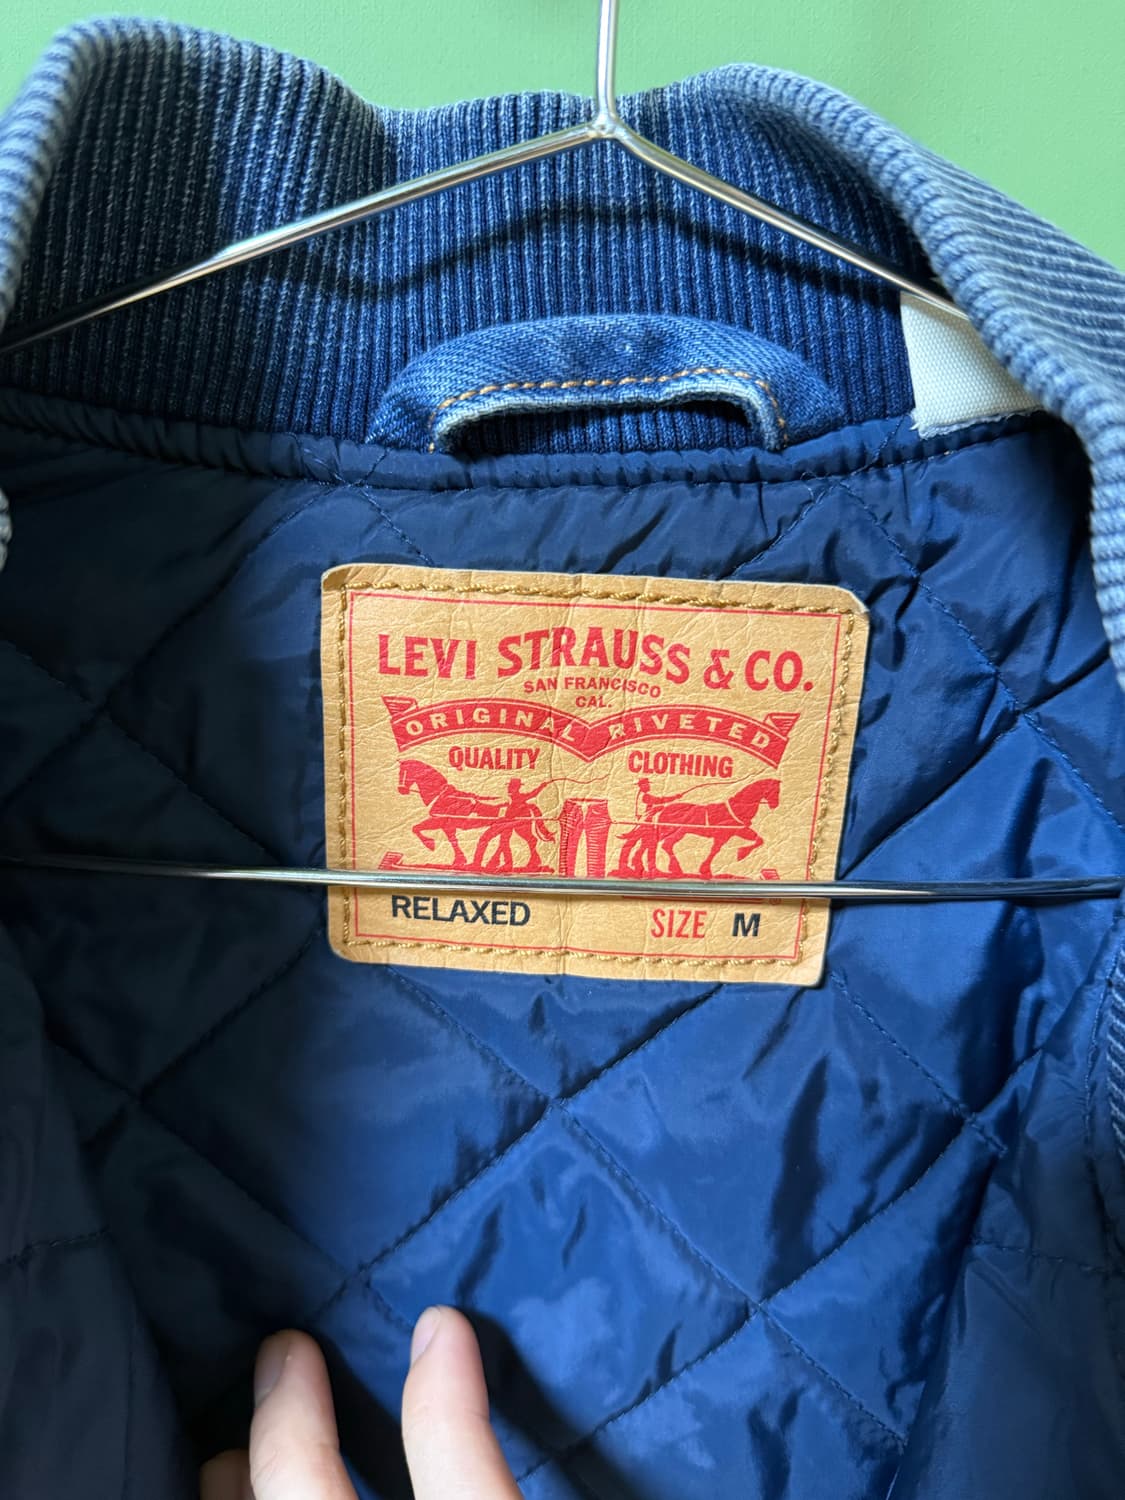 LEVI STRAUSS & CO.
SAN FRANCISCO
CAL.
ORIGINAL RIVETED
QUALITY CLOTHING
RELAXED SIZE M